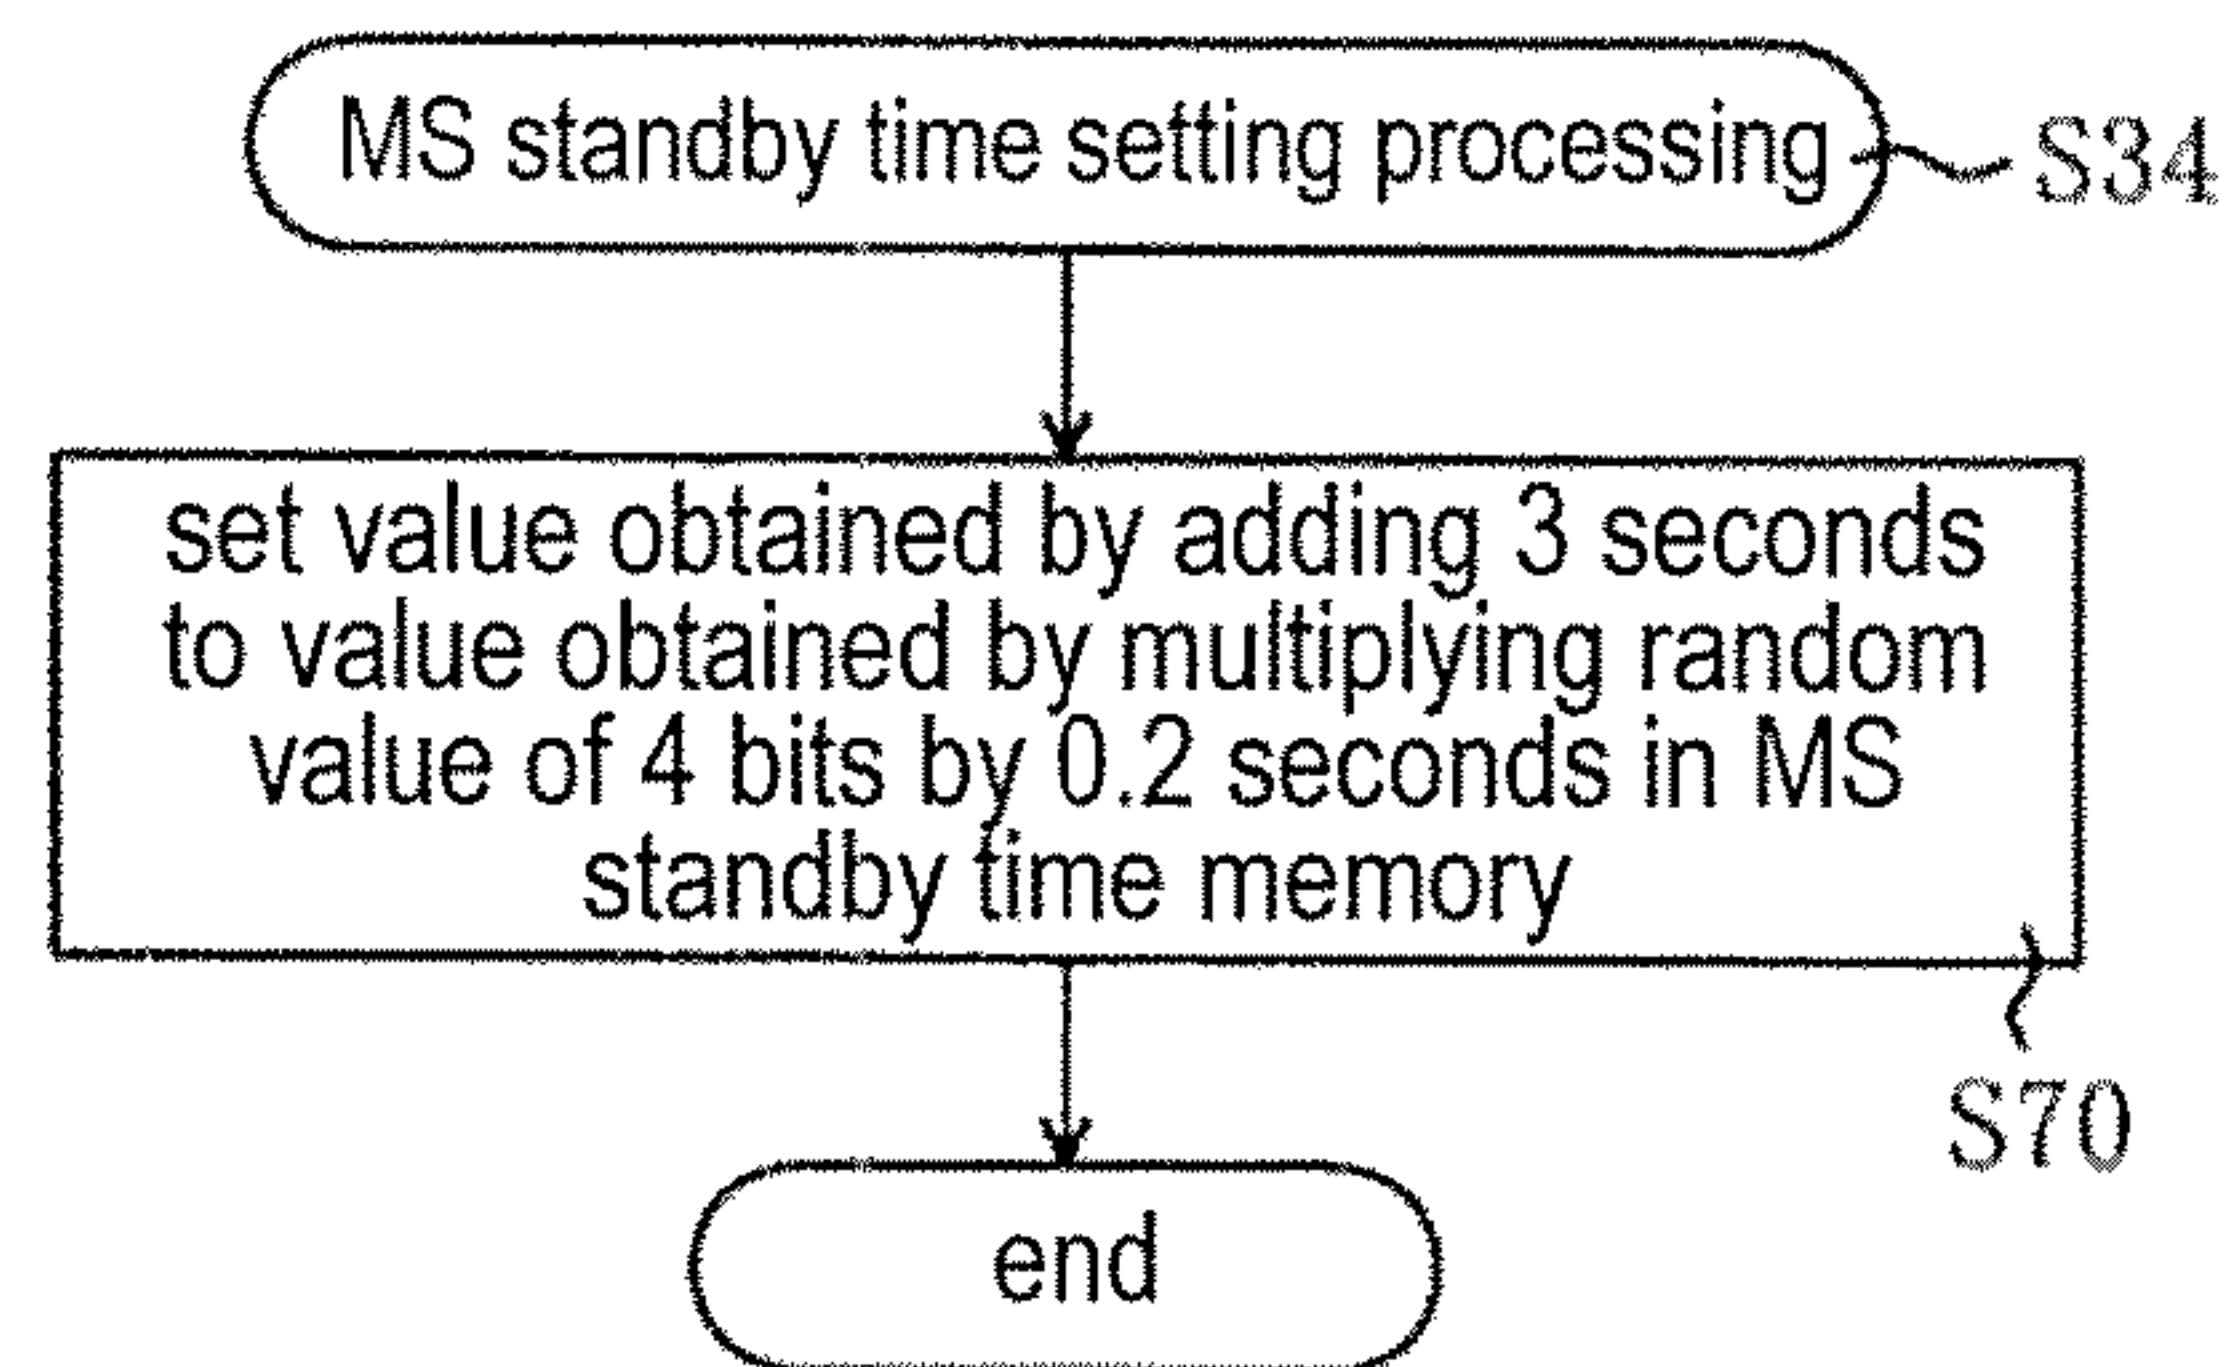 MS standby time setting processing
S34
set value obtained by adding 3 seconds
to value obtained by multiplying random
value of 4 bits by 0.2 seconds in MS
standby time memory
S70
end